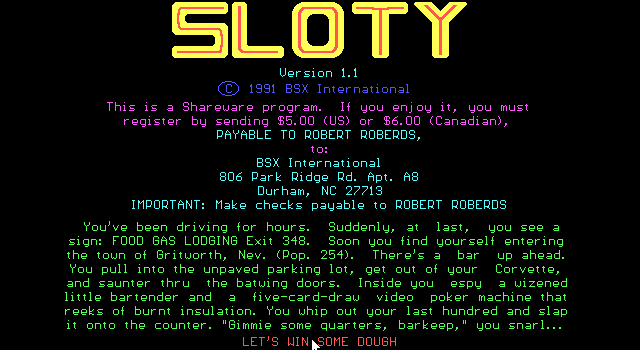 SLOTY
Version 1.1
© 1991 BSX International
This is a Shareware program. If you enjoy it, you must
register by sending $5.00 (US) or $6.00 (Canadian),
PAYABLE TO ROBERT ROBERDS,
to:
BSX International
806 Park Ridge Rd. Apt. A8
Durham, NC 27713
IMPORTANT: Make checks payable to ROBERT ROBERDS
You've been driving for hours. Suddenly, at last, you see a
sign: FOOD GAS LODGING Exit 348. Soon you find yourself entering
the town of Gritworth, Nev. (Pop. 254). There's a bar up ahead.
You pull into the unpaved parking lot, get out of your Corvette,
and saunter thru the batwing doors. Inside you espy a wizened
little bartender and a five-card-draw video poker machine that
reeks of burnt insulation. You whip out your last hundred and slap
it onto the counter. "Gimmie some quarters, barkeep," you snarl...
LET'S WIN SOME DOUGH